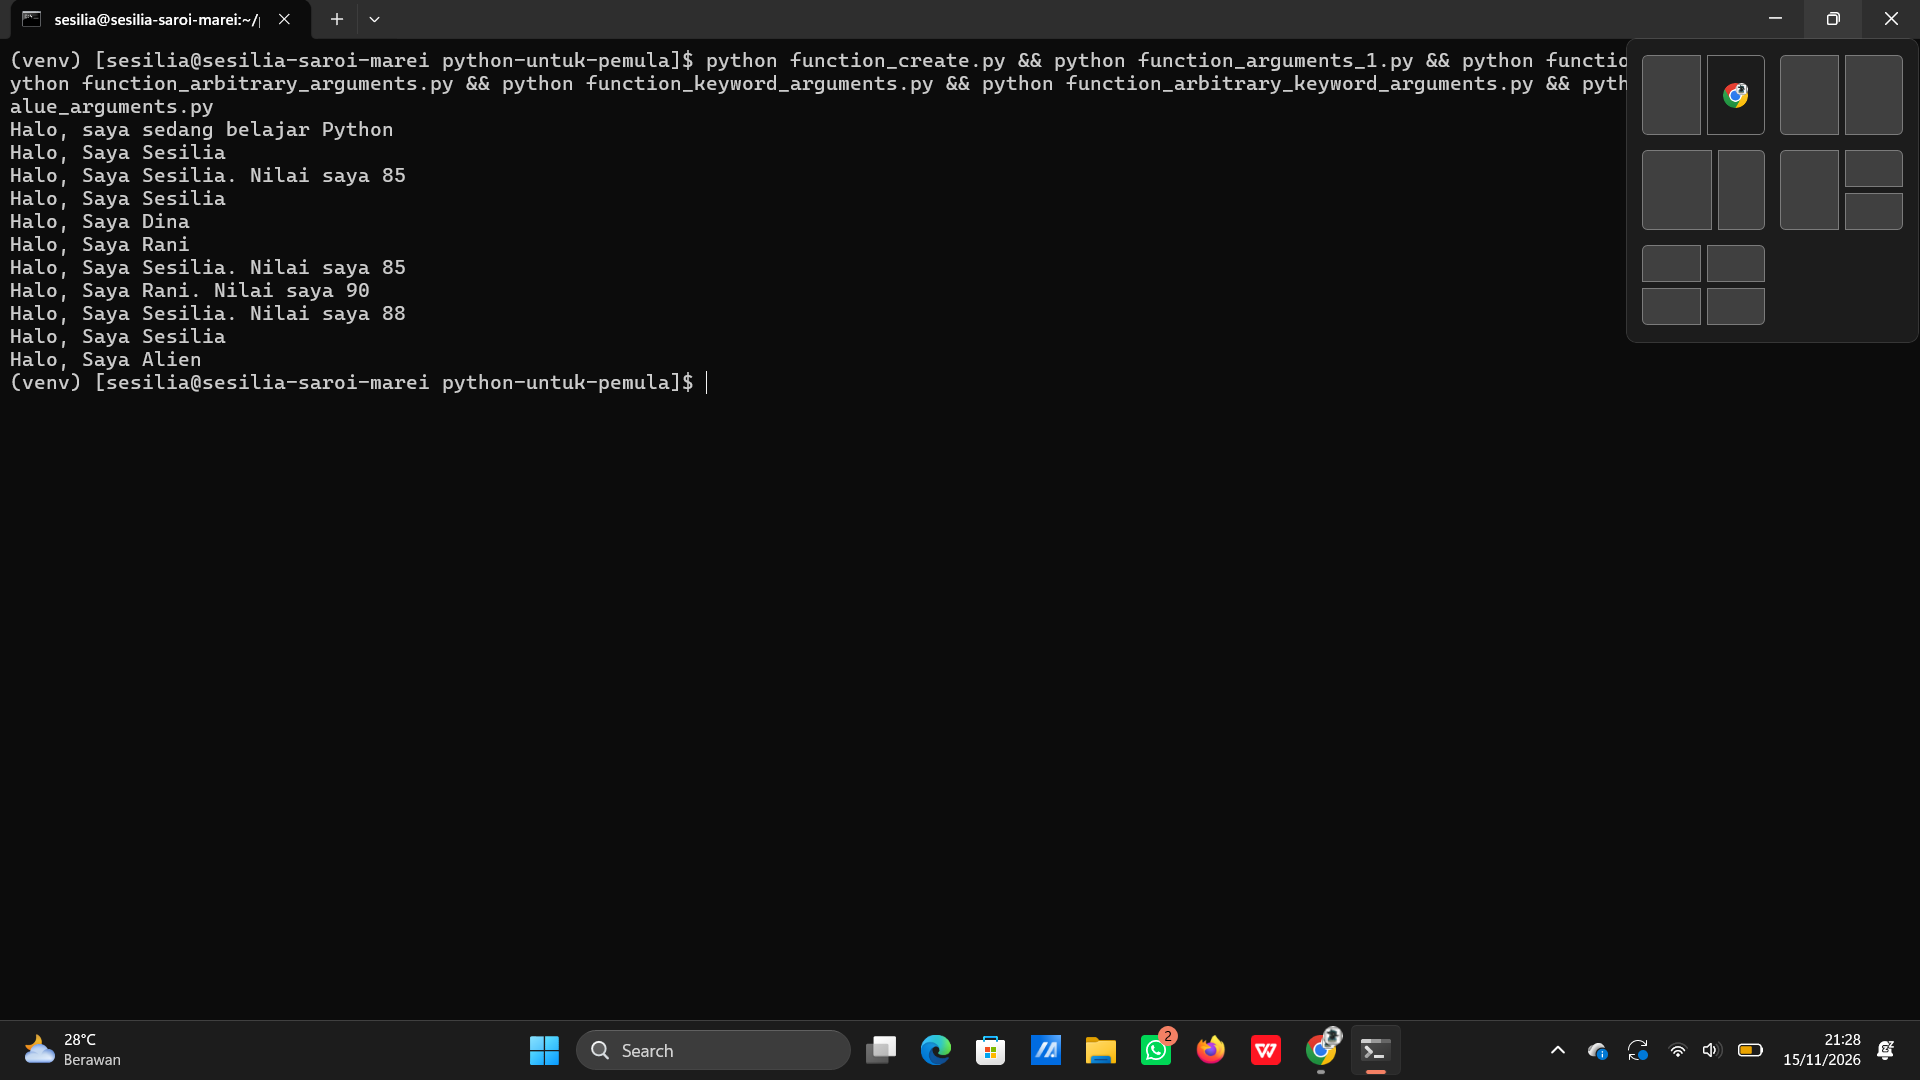 sesilia@sesilia-saroi-marei:~/
(venv) [sesilia@sesilia-saroi-marei python-untuk-pemula]$ python function_create.py && python function_arguments_1.py && python functio
ython function_arbitrary_arguments.py && python function_keyword_arguments.py && python function_arbitrary_keyword_arguments.py && pyth
alue_arguments.py
Halo, saya sedang belajar Python
Halo, Saya Sesilia
Halo, Saya Sesilia. Nilai saya 85
Halo, Saya Sesilia
Halo, Saya Dina
Halo, Saya Rani
Halo, Saya Sesilia. Nilai saya 85
Halo, Saya Rani. Nilai saya 90
Halo, Saya Sesilia. Nilai saya 88
Halo, Saya Sesilia
Halo, Saya Alien
(venv) [sesilia@sesilia-saroi-marei python-untuk-pemula]$
28°C
Berawan
Search
2
21:28
15/11/2026